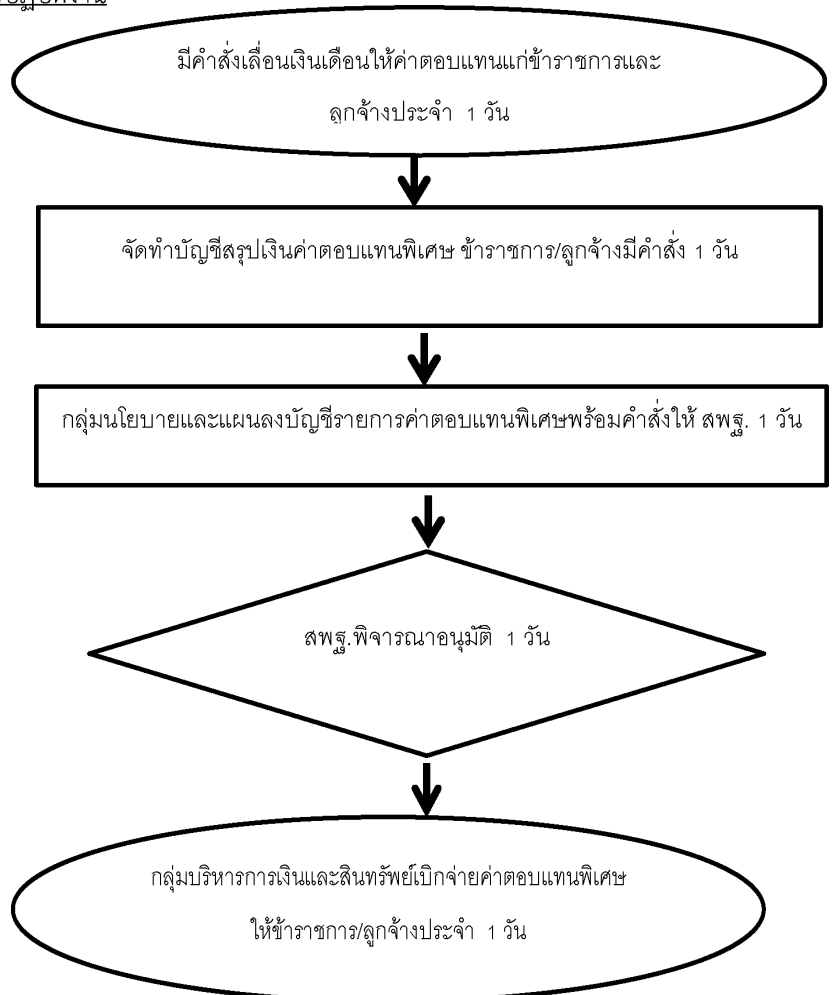 มีคำสั่งเลื่อนเงินเดือนให้ค่าตอบแทนแก่ข้าราชการและ
ลูกจ้างประจำ 1 วัน
จัดทำบัญชีสรุปเงินค่าตอบแทนพิเศษ ข้าราชการ/ลูกจ้างมีคำสั่ง 1 วัน
กลุ่มนโยบายและแผนลงบัญชีรายการค่าตอบแทนพิเศษพร้อมคำสั่งให้ สพฐ. 1 วัน
สพฐ.พิจารณาอนุมัติ 1 วัน
กลุ่มบริหารการเงินและสินทรัพย์เบิกจ่ายค่าตอบแทนพิเศษ
ให้ข้าราชการ/ลูกจ้างประจำ 1 วัน